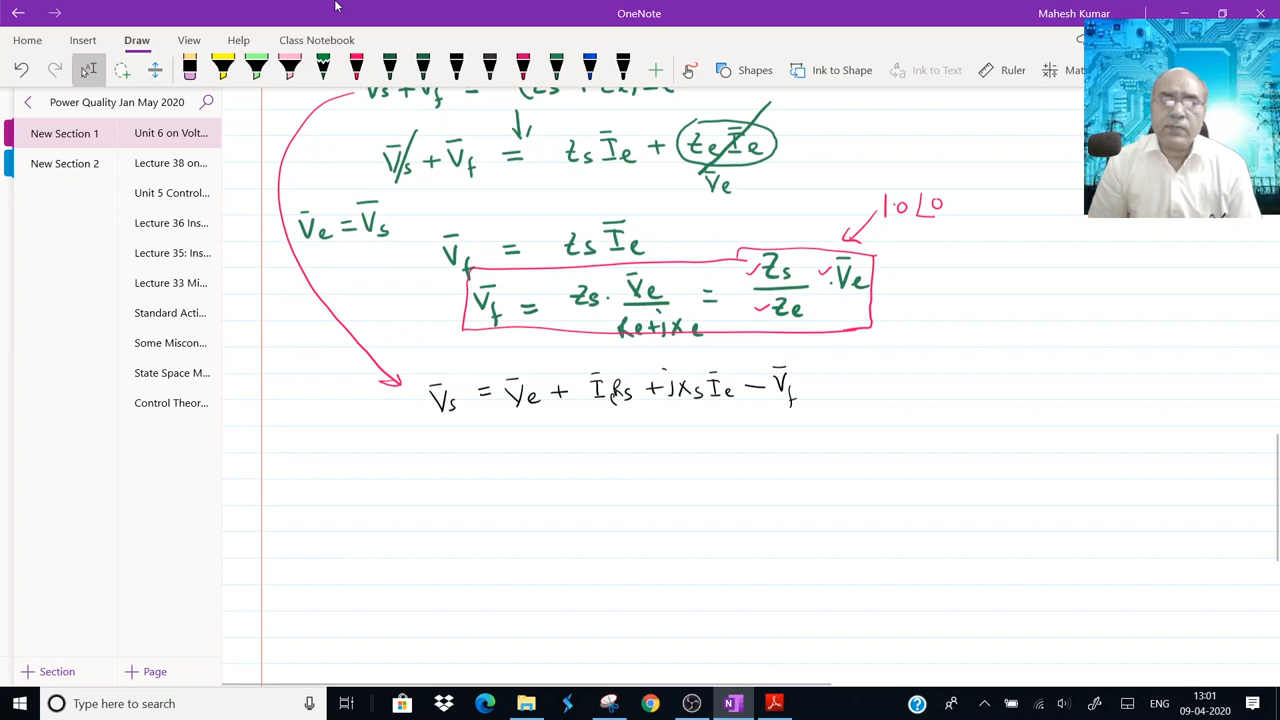 OneNote
Mahesh Kumar
Home Insert Draw View Help Class Notebook
Shapes Ink to Shape Ink to Text Ruler Mat
Power Quality Jan May 2020
New Section 1
New Section 2
Unit 6 on Volt...
Lecture 38 on...
Unit 5 Control...
Lecture 36 Ins...
Lecture 35: Ins...
Lecture 33 Mi...
Standard Acti...
Some Miscon...
State Space M...
Control Theor...
V̄s + V̄f = zs Īe + ze Īe
V̄e
V̄e = V̄s
1.0 ∠0
V̄f = zs Īe
V̄f = zs · V̄e / Re+jXe = Zs / Ze · V̄e
V̄s = V̄e + ĪeRs + jXs Īe − V̄f
Section
Page
Type here to search
ENG
13:01
09-04-2020